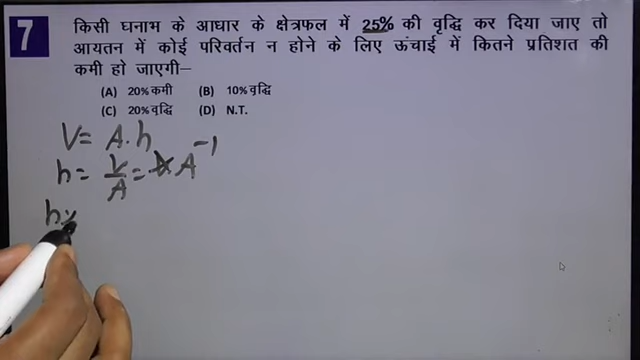 7
किसी घनाभ के आधार के क्षेत्रफल में 25% की वृद्धि कर दिया जाए तो
आयतन में कोई परिवर्तन न होने के लिए ऊंचाई में कितने प्रतिशत की
कमी हो जाएगी–
(A) 20% कमी (B) 10% वृद्धि
(C) 20% वृद्धि (D) N.T.
V = A.h
h = V/A = V A⁻¹
h